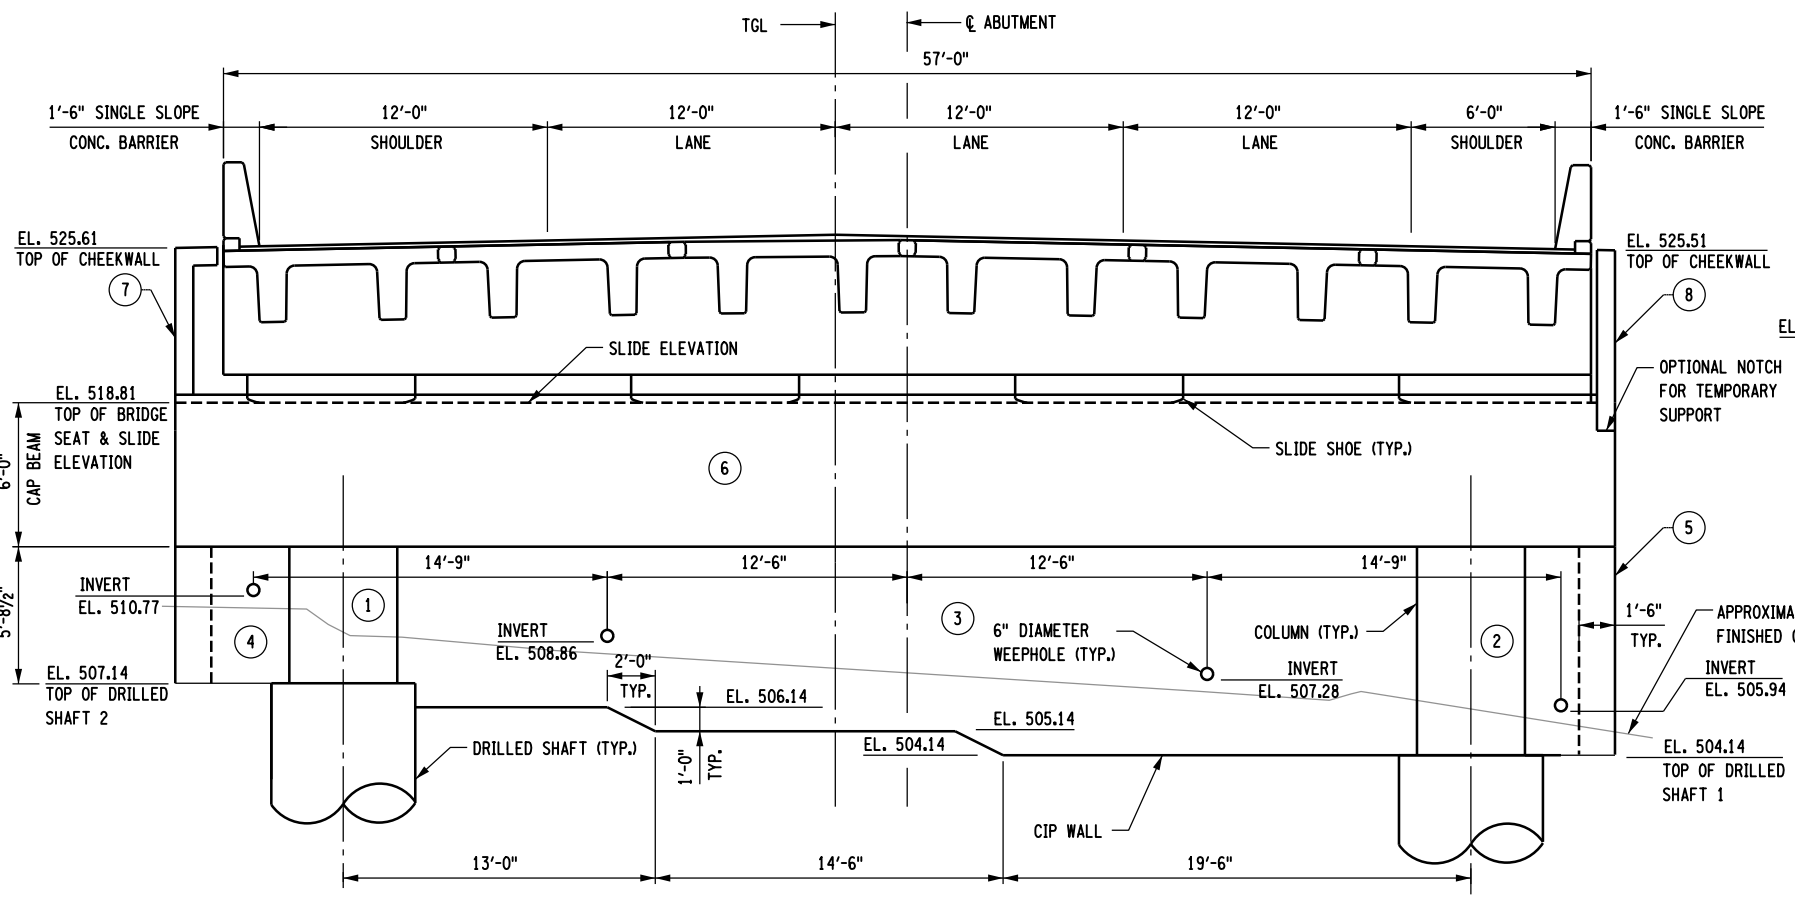 TGL
℄ ABUTMENT
57'-0"
1'-6" SINGLE SLOPE
CONC. BARRIER
12'-0"
SHOULDER
12'-0"
LANE
12'-0"
LANE
12'-0"
LANE
6'-0"
SHOULDER
1'-6" SINGLE SLOPE
CONC. BARRIER
EL. 525.61
TOP OF CHEEKWALL
7
EL. 525.51
TOP OF CHEEKWALL
8
EL
SLIDE ELEVATION
OPTIONAL NOTCH
FOR TEMPORARY
SUPPORT
EL. 518.81
TOP OF BRIDGE
SEAT & SLIDE
ELEVATION
6'-0"
CAP BEAM
SLIDE SHOE (TYP.)
6
5
14'-9"
12'-6"
12'-6"
14'-9"
INVERT
EL. 510.77
5'-8½"
1
4
3
2
INVERT
EL. 508.86
6" DIAMETER
WEEPHOLE (TYP.)
COLUMN (TYP.)
1'-6"
TYP.
APPROXIMA
FINISHED (
INVERT
EL. 507.28
INVERT
EL. 505.94
2'-0"
TYP.
EL. 507.14
TOP OF DRILLED
SHAFT 2
EL. 506.14
EL. 505.14
EL. 504.14
1'-0"
TYP.
DRILLED SHAFT (TYP.)
EL. 504.14
TOP OF DRILLED
SHAFT 1
CIP WALL
13'-0"
14'-6"
19'-6"